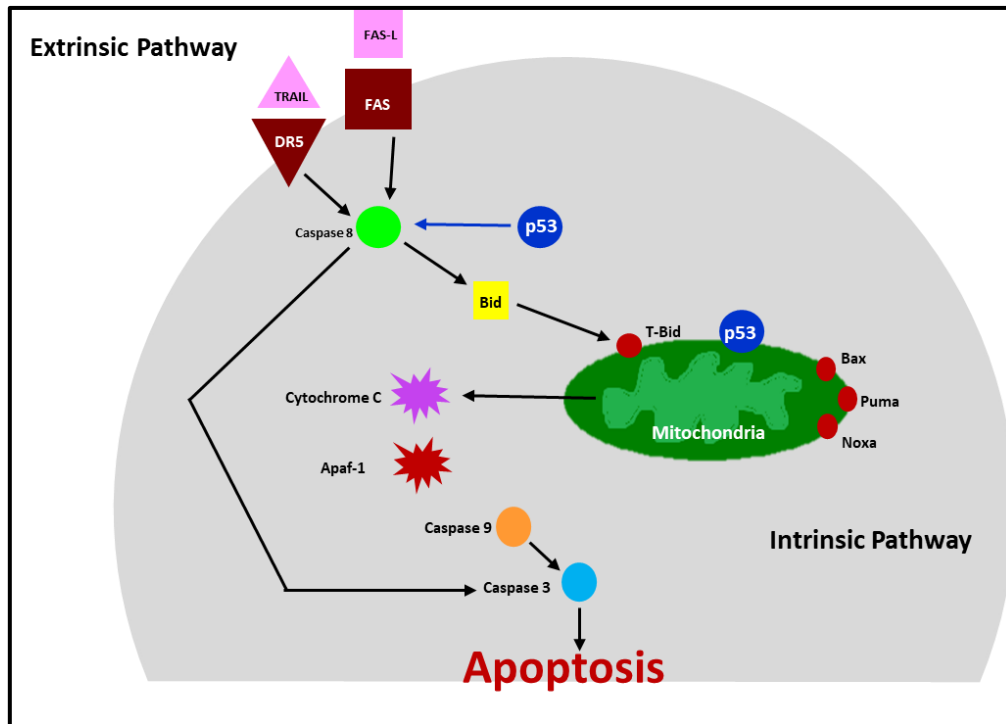 Extrinsic Pathway
FAS-L
TRAIL
FAS
DR5
Caspase 8
p53
Bid
T-Bid
p53
Bax
Puma
Noxa
Mitochondria
Cytochrome C
Apaf-1
Caspase 9
Intrinsic Pathway
Caspase 3
Apoptosis